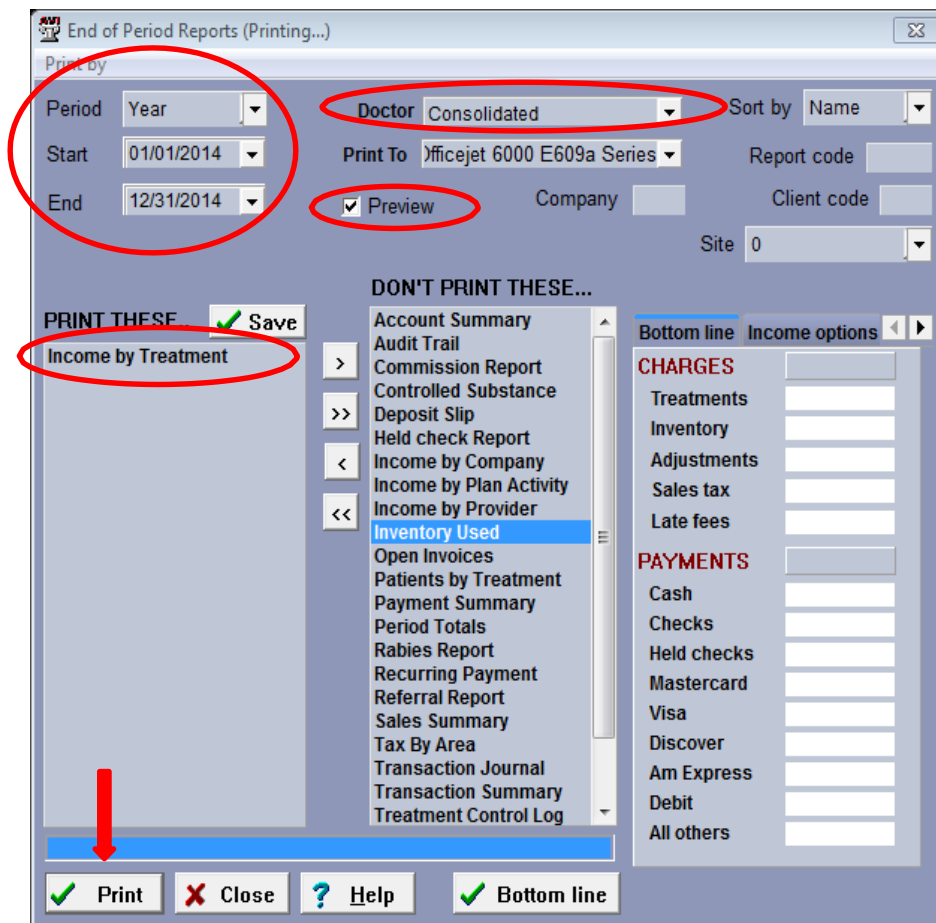 End of Period Reports (Printing...)
Print by
Period Year
Doctor Consolidated
Sort by Name
Start 01/01/2014
Print To Officejet 6000 E609a Series
Report code
End 12/31/2014
Preview
Company
Client code
Site 0
DON'T PRINT THESE...
PRINT THESE...
Save
Income by Treatment
>
>>
<
<<
Account Summary
Audit Trail
Commission Report
Controlled Substance
Deposit Slip
Held check Report
Income by Company
Income by Plan Activity
Income by Provider
Inventory Used
Open Invoices
Patients by Treatment
Payment Summary
Period Totals
Rabies Report
Recurring Payment
Referral Report
Sales Summary
Tax By Area
Transaction Journal
Transaction Summary
Treatment Control Log
Bottom line Income options
CHARGES
Treatments
Inventory
Adjustments
Sales tax
Late fees
PAYMENTS
Cash
Checks
Held checks
Mastercard
Visa
Discover
Am Express
Debit
All others
Print
Close
? Help
Bottom line